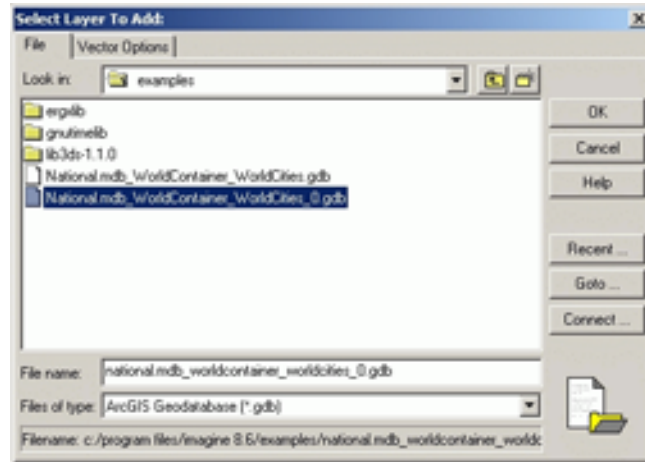 Select Layer To Add:
File
Vector Options
Look in:
examples
OK
Cancel
Help
Recent ...
Goto ...
Connect ...
gnutimelib
lib3ds-1.1.0
National.mdb_WorldContainer_WorldCities.gdb
National.mdb_WorldContainer_WorldCities_0.gdb
File name:
national.mdb_worldcontainer_worldcities_0.gdb
Files of type:
ArcGIS Geodatabase (*.gdb)
Filename: c:/program files/imagine 8.6/examples/national.mdb_worldcontainer_worldc